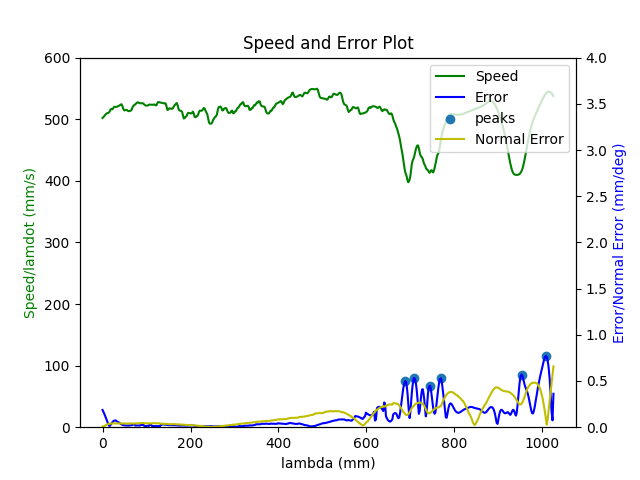 Speed and Error Plot
Speed
Error
peaks
Normal Error
600
500
400
300
200
100
0
4.0
3.5
3.0
2.5
2.0
1.5
1.0
0.5
0.0
Speed/lamdot (mm/s)
Error/Normal Error (mm/deg)
0 200 400 600 800 1000
lambda (mm)